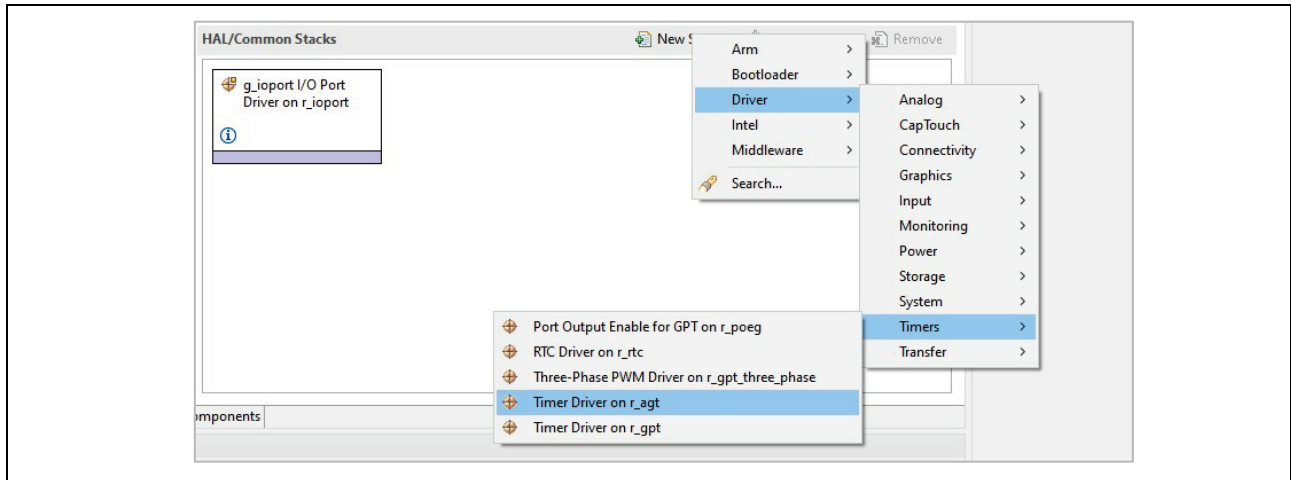 HAL/Common Stacks
New
Remove
g_ioport I/O Port
Driver on r_ioport
Arm
Bootloader
Driver
Intel
Middleware
Search...
Analog
CapTouch
Connectivity
Graphics
Input
Monitoring
Power
Storage
System
Timers
Transfer
Port Output Enable for GPT on r_poeg
RTC Driver on r_rtc
Three-Phase PWM Driver on r_gpt_three_phase
Timer Driver on r_agt
Timer Driver on r_gpt
mponents